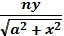 ny/√(a² + x²)